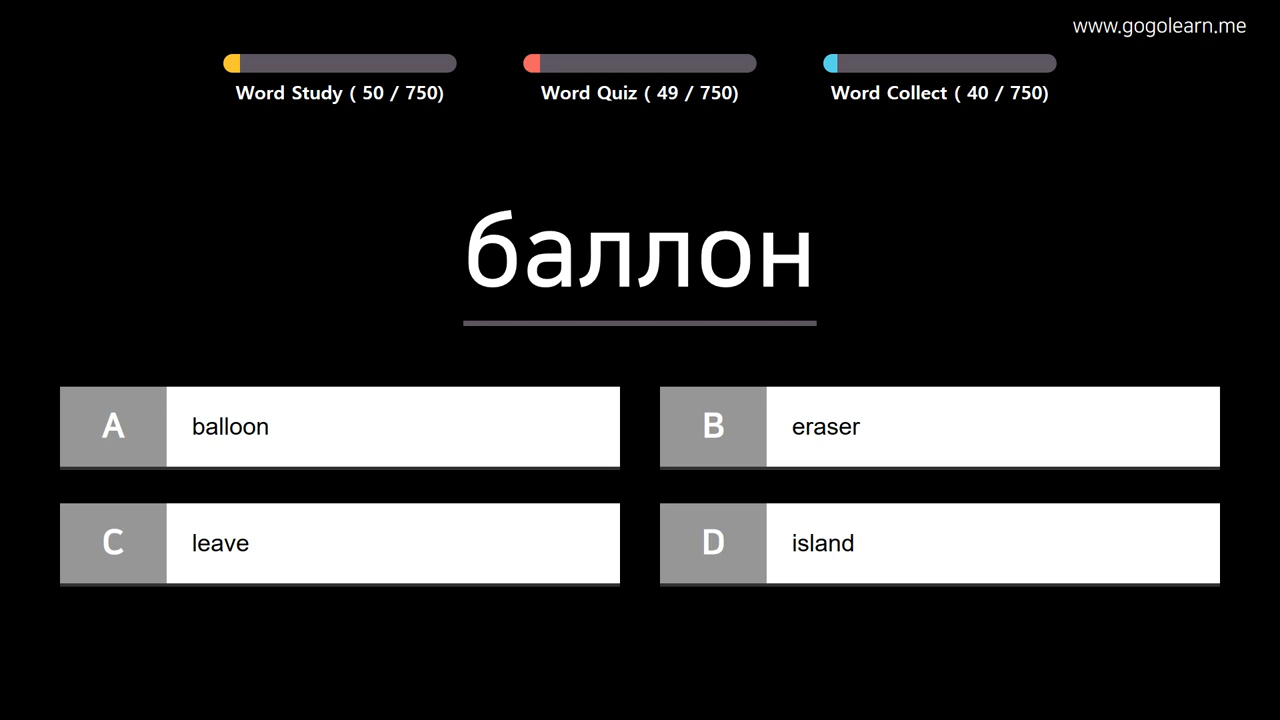 www.gogolearn.me
Word Study ( 50 / 750)
Word Quiz ( 49 / 750)
Word Collect ( 40 / 750)
баллон
A balloon
B eraser
C leave
D island